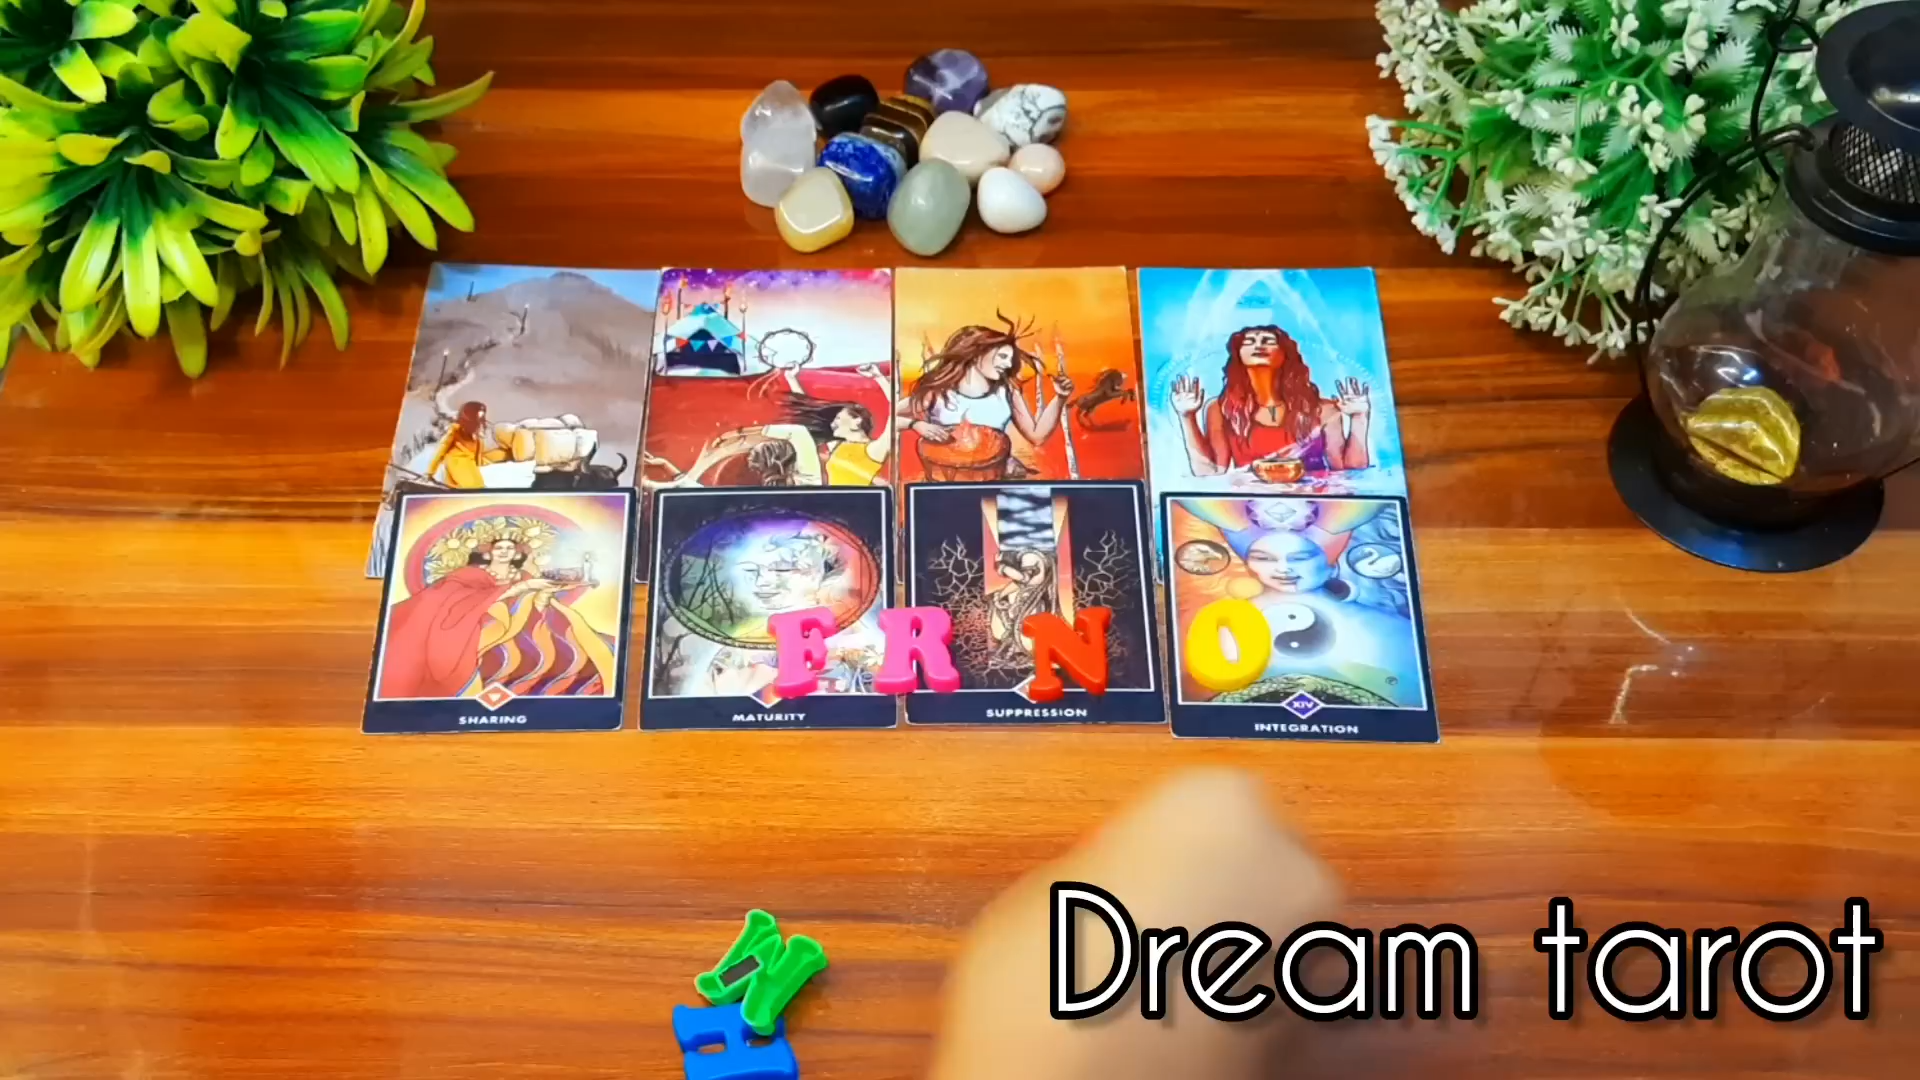 F R N O
SHARING
MATURITY
SUPPRESSION
XIV
INTEGRATION
Dream tarot